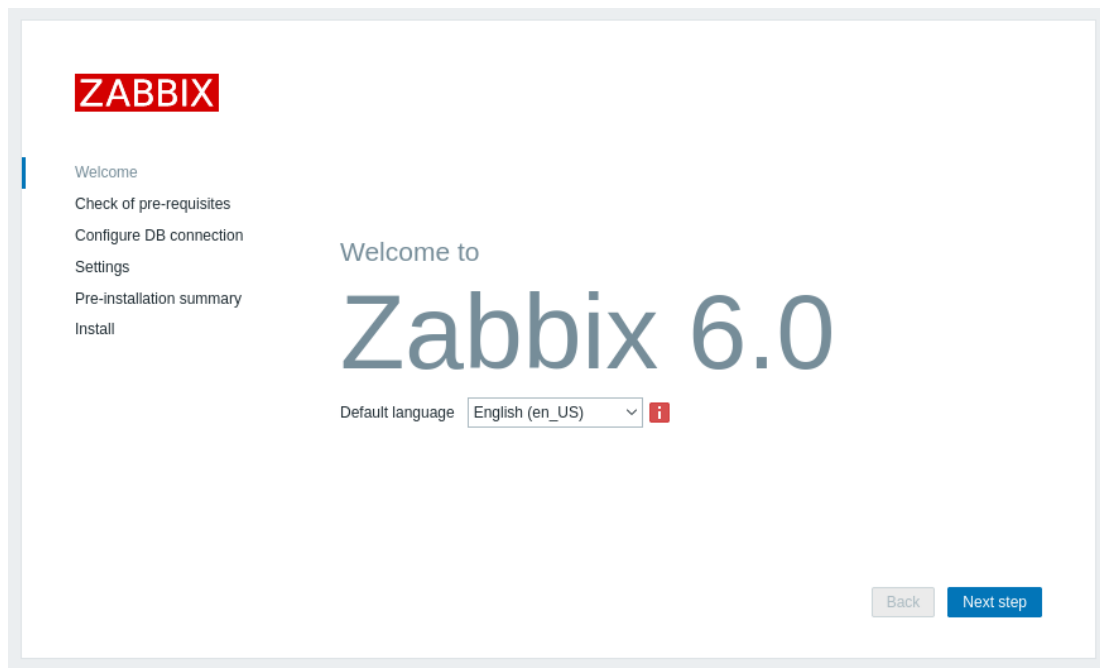 ZABBIX
Welcome
Check of pre-requisites
Configure DB connection
Settings
Pre-installation summary
Install
Welcome to
Zabbix 6.0
Default language English (en_US) i
Back Next step